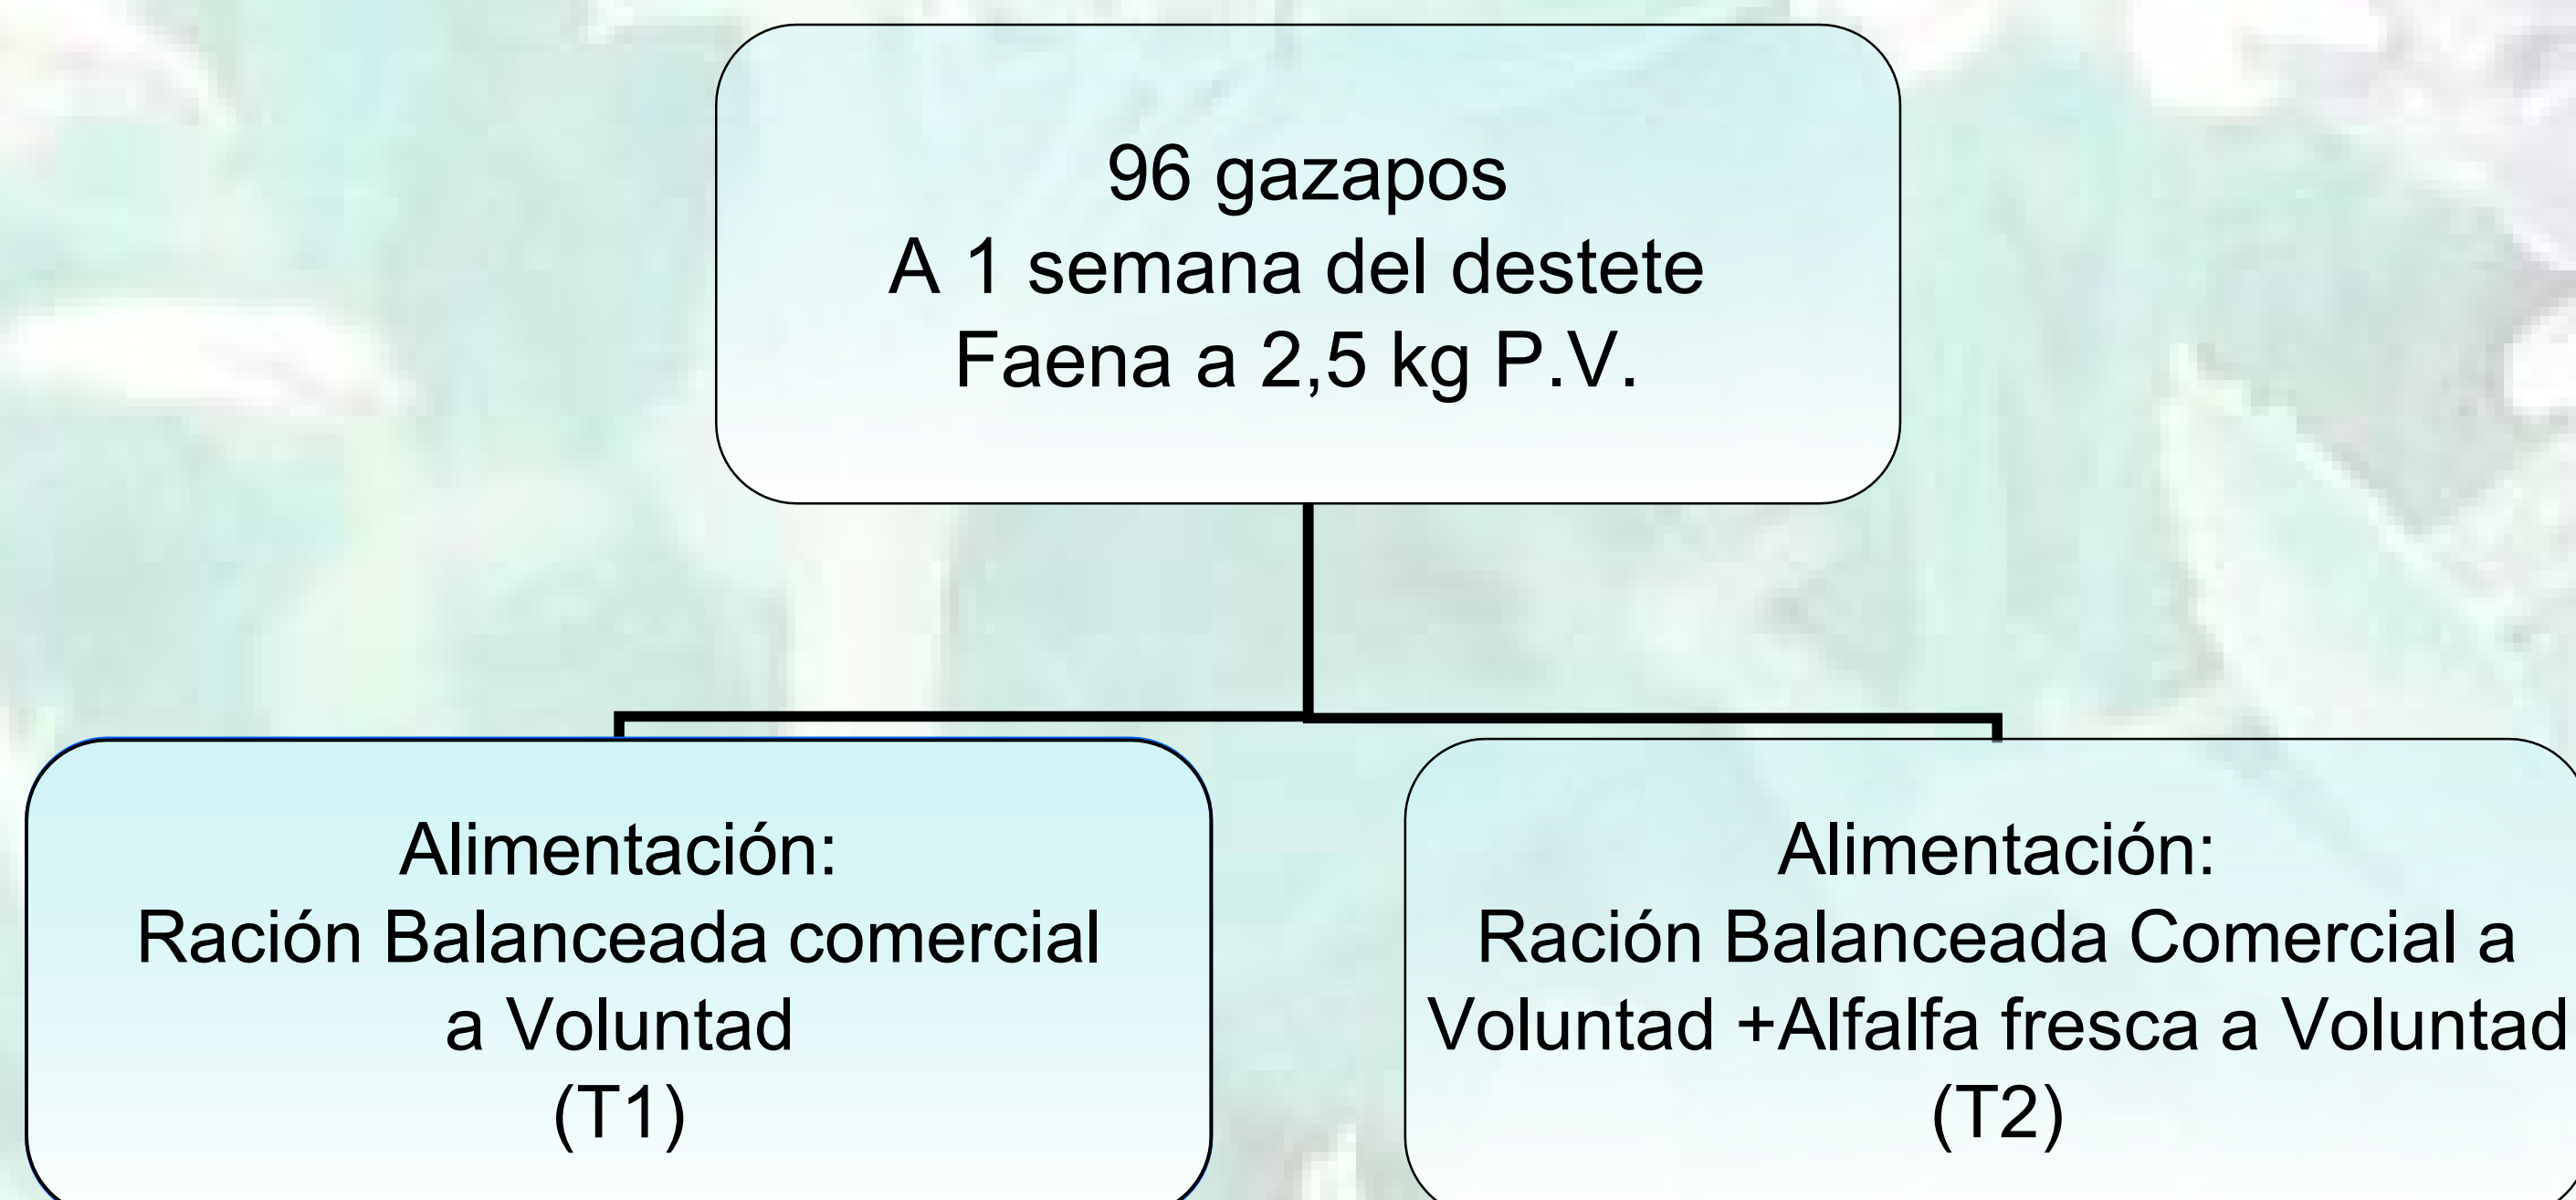 96 gazapos
A 1 semana del destete
Faena a 2,5 kg P.V.
Alimentación:
Ración Balanceada comercial
a Voluntad
(T1)
Alimentación:
Ración Balanceada Comercial a
Voluntad +Alfalfa fresca a Voluntad
(T2)